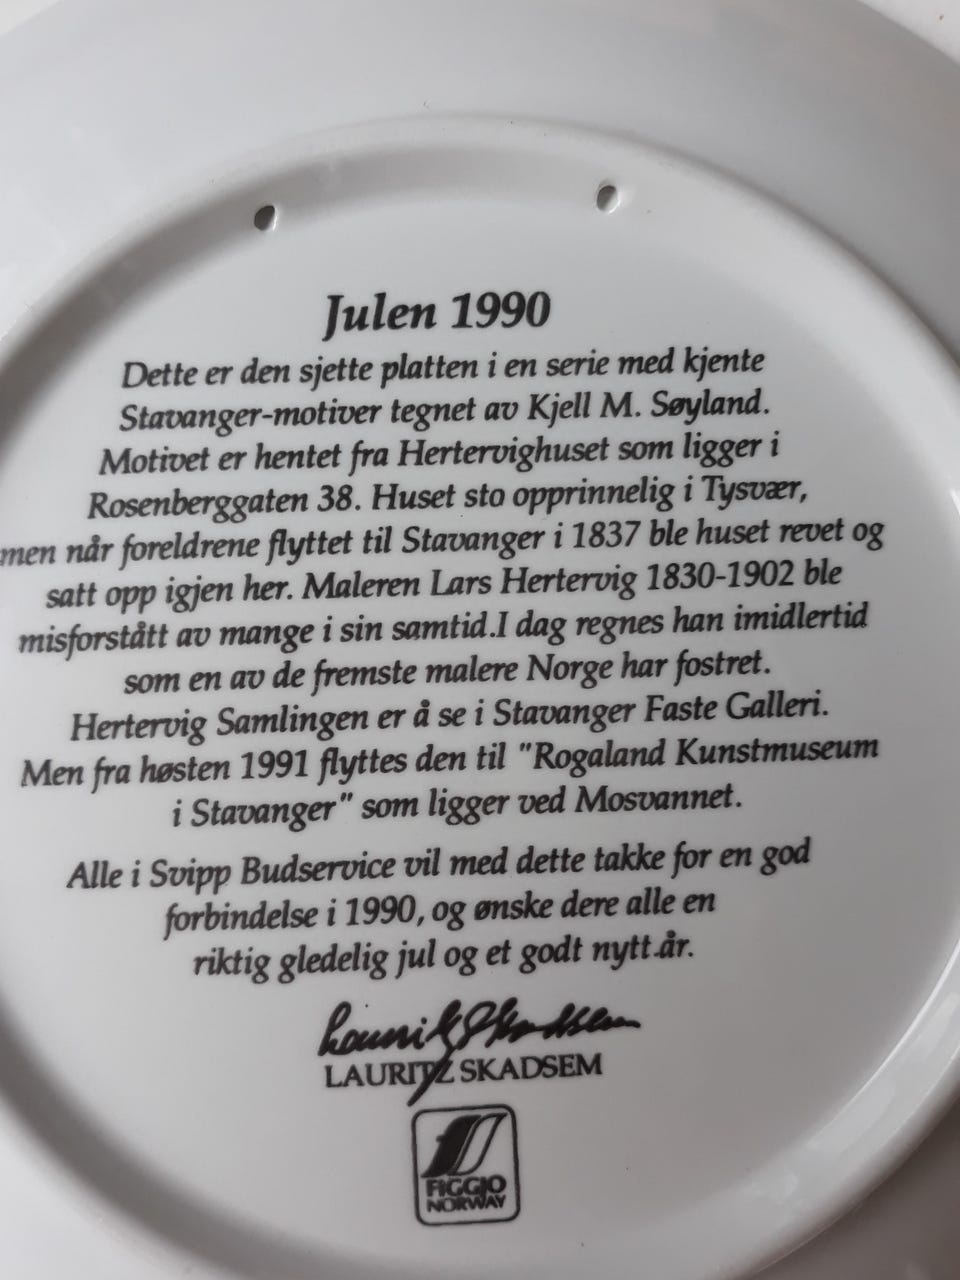 Julen 1990
Dette er den sjette platten i en serie med kjente
Stavanger-motiver tegnet av Kjell M. Søyland.
Motivet er hentet fra Hertervighuset som ligger i
Rosenberggaten 38. Huset sto opprinnelig i Tysvær,
men når foreldrene flyttet til Stavanger i 1837 ble huset revet og
satt opp igjen her. Maleren Lars Hertervig 1830-1902 ble
misforstått av mange i sin samtid.I dag regnes han imidlertid
som en av de fremste malere Norge har fostret.
Hertervig Samlingen er å se i Stavanger Faste Galleri.
Men fra høsten 1991 flyttes den til "Rogaland Kunstmuseum
i Stavanger" som ligger ved Mosvannet.
Alle i Svipp Budservice vil med dette takke for en god
forbindelse i 1990, og ønske dere alle en
riktig gledelig jul og et godt nytt-år.
Lauritz Skadsem
LAURITZ SKADSEM
FIGGJO
NORWAY